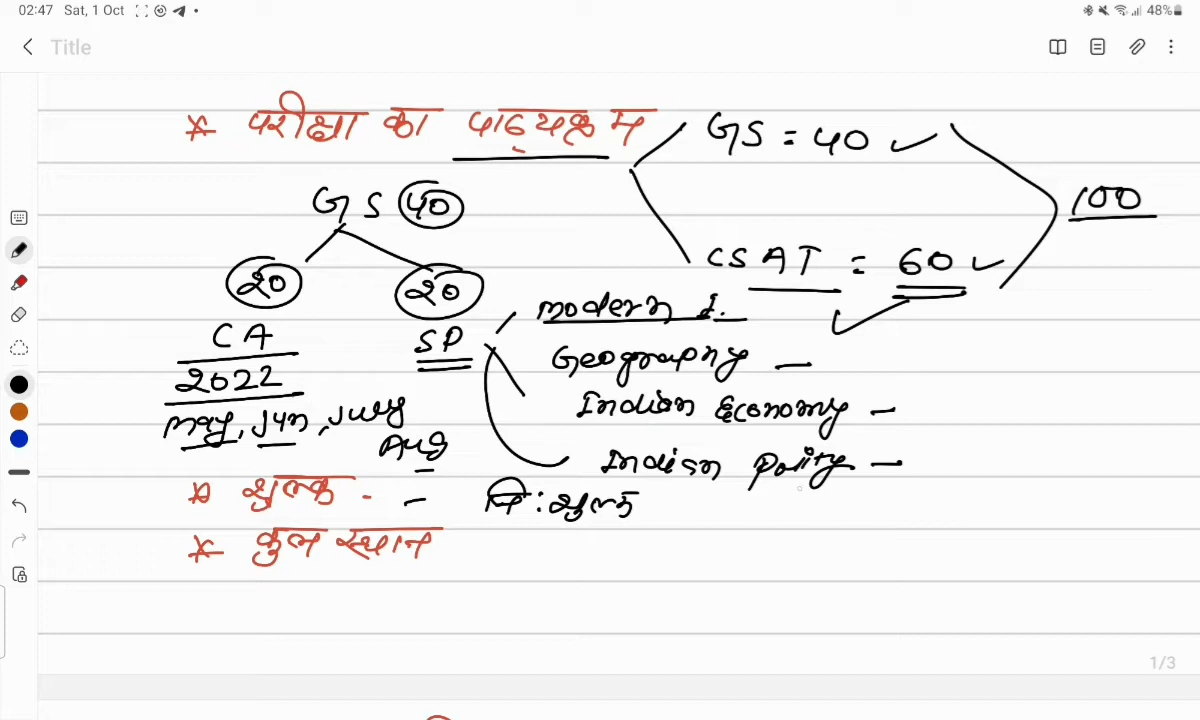 02:47 Sat, 1 Oct 48%
Title
* परीक्षा का पाठ्यक्रम
GS = 40
GS 40
100
CSAT = 60
20 20
modern I.
CA SP
Geography –
2022
Indian Economy –
may, Jun, July
Aug
Indian Polity –
* शुल्क - – नि:शुल्क
* कुल स्थान
1/3